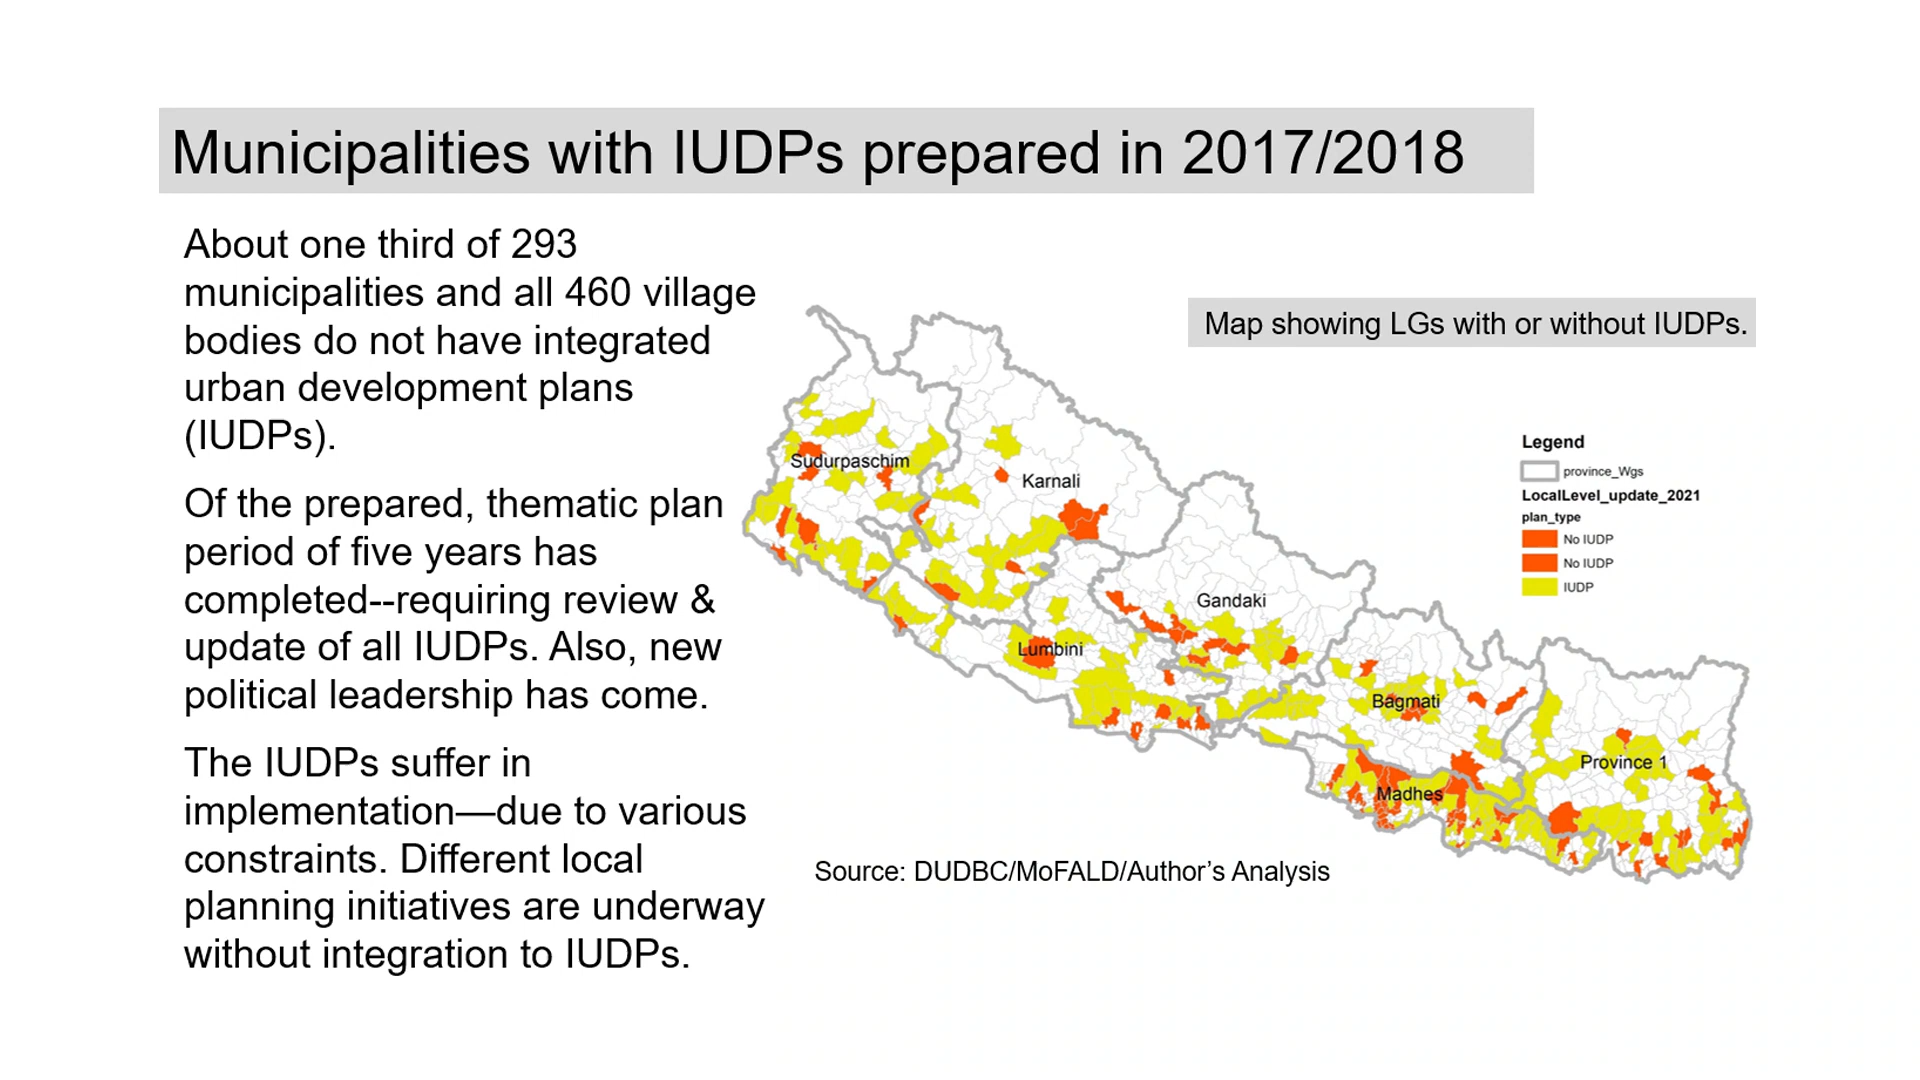 Municipalities with IUDPs prepared in 2017/2018
About one third of 293
municipalities and all 460 village
bodies do not have integrated
urban development plans
(IUDPs).
Of the prepared, thematic plan
period of five years has
completed--requiring review &
update of all IUDPs. Also, new
political leadership has come.
The IUDPs suffer in
implementation—due to various
constraints. Different local
planning initiatives are underway
without integration to IUDPs.
Map showing LGs with or without IUDPs.
Legend
province_Wgs
LocalLevel_update_2021
plan_type
No IUDP
No IUDP
IUDP
Sudurpaschim
Karnali
Gandaki
Lumbini
Bagmati
Province 1
Madhes
Source: DUDBC/MoFALD/Author’s Analysis